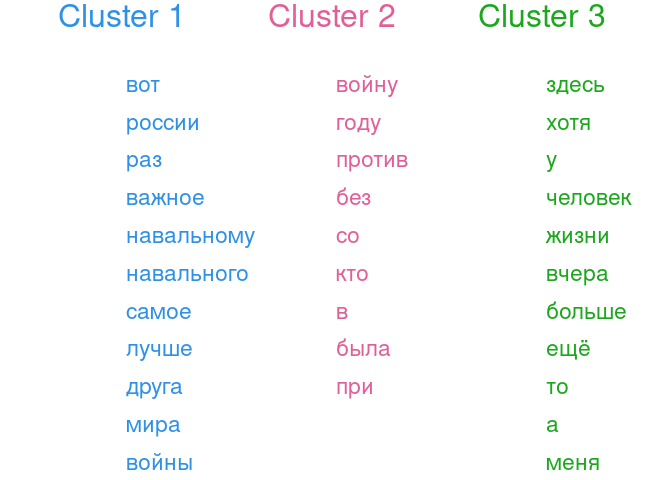 Cluster 1 Cluster 2 Cluster 3
вот войну здесь
россии году хотя
раз против у
важное без человек
навальному со жизни
навального кто вчера
самое в больше
лучше была ещё
друга при то
мира а
войны меня